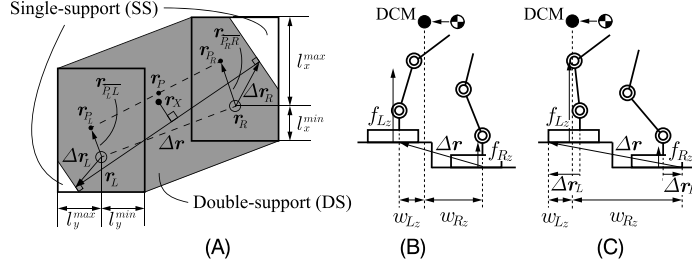 Single-support (SS)
DCM
DCM
r_{\overline{P_R R}}
l_x^{max}
r_{P_R}
r_{\overline{P_L L}}
r_P
r_X
Δr_R
r_{P_L}
r_R
l_x^{min}
Δr
Δr_L
r_L
f_{Lz}
Δr
f_{Rz}
f_{Lz}
Δr
f_{Rz}
Δr_L
Double-support (DS)
l_y^{max}
l_y^{min}
w_{Lz}
w_{Rz}
w_{Lz}
w_{Rz}
(A)
(B)
(C)